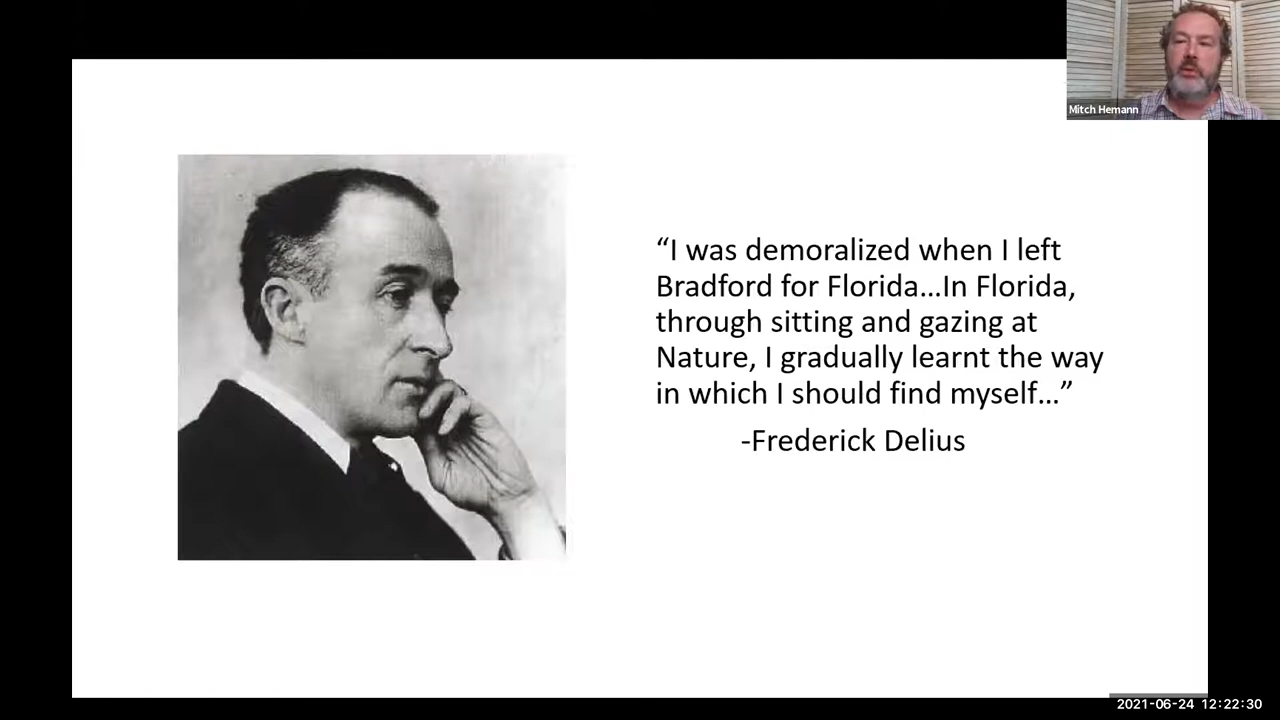 Mitch Hemann
“I was demoralized when I left
Bradford for Florida...In Florida,
through sitting and gazing at
Nature, I gradually learnt the way
in which I should find myself...”
-Frederick Delius
2021-06-24 12:22:30